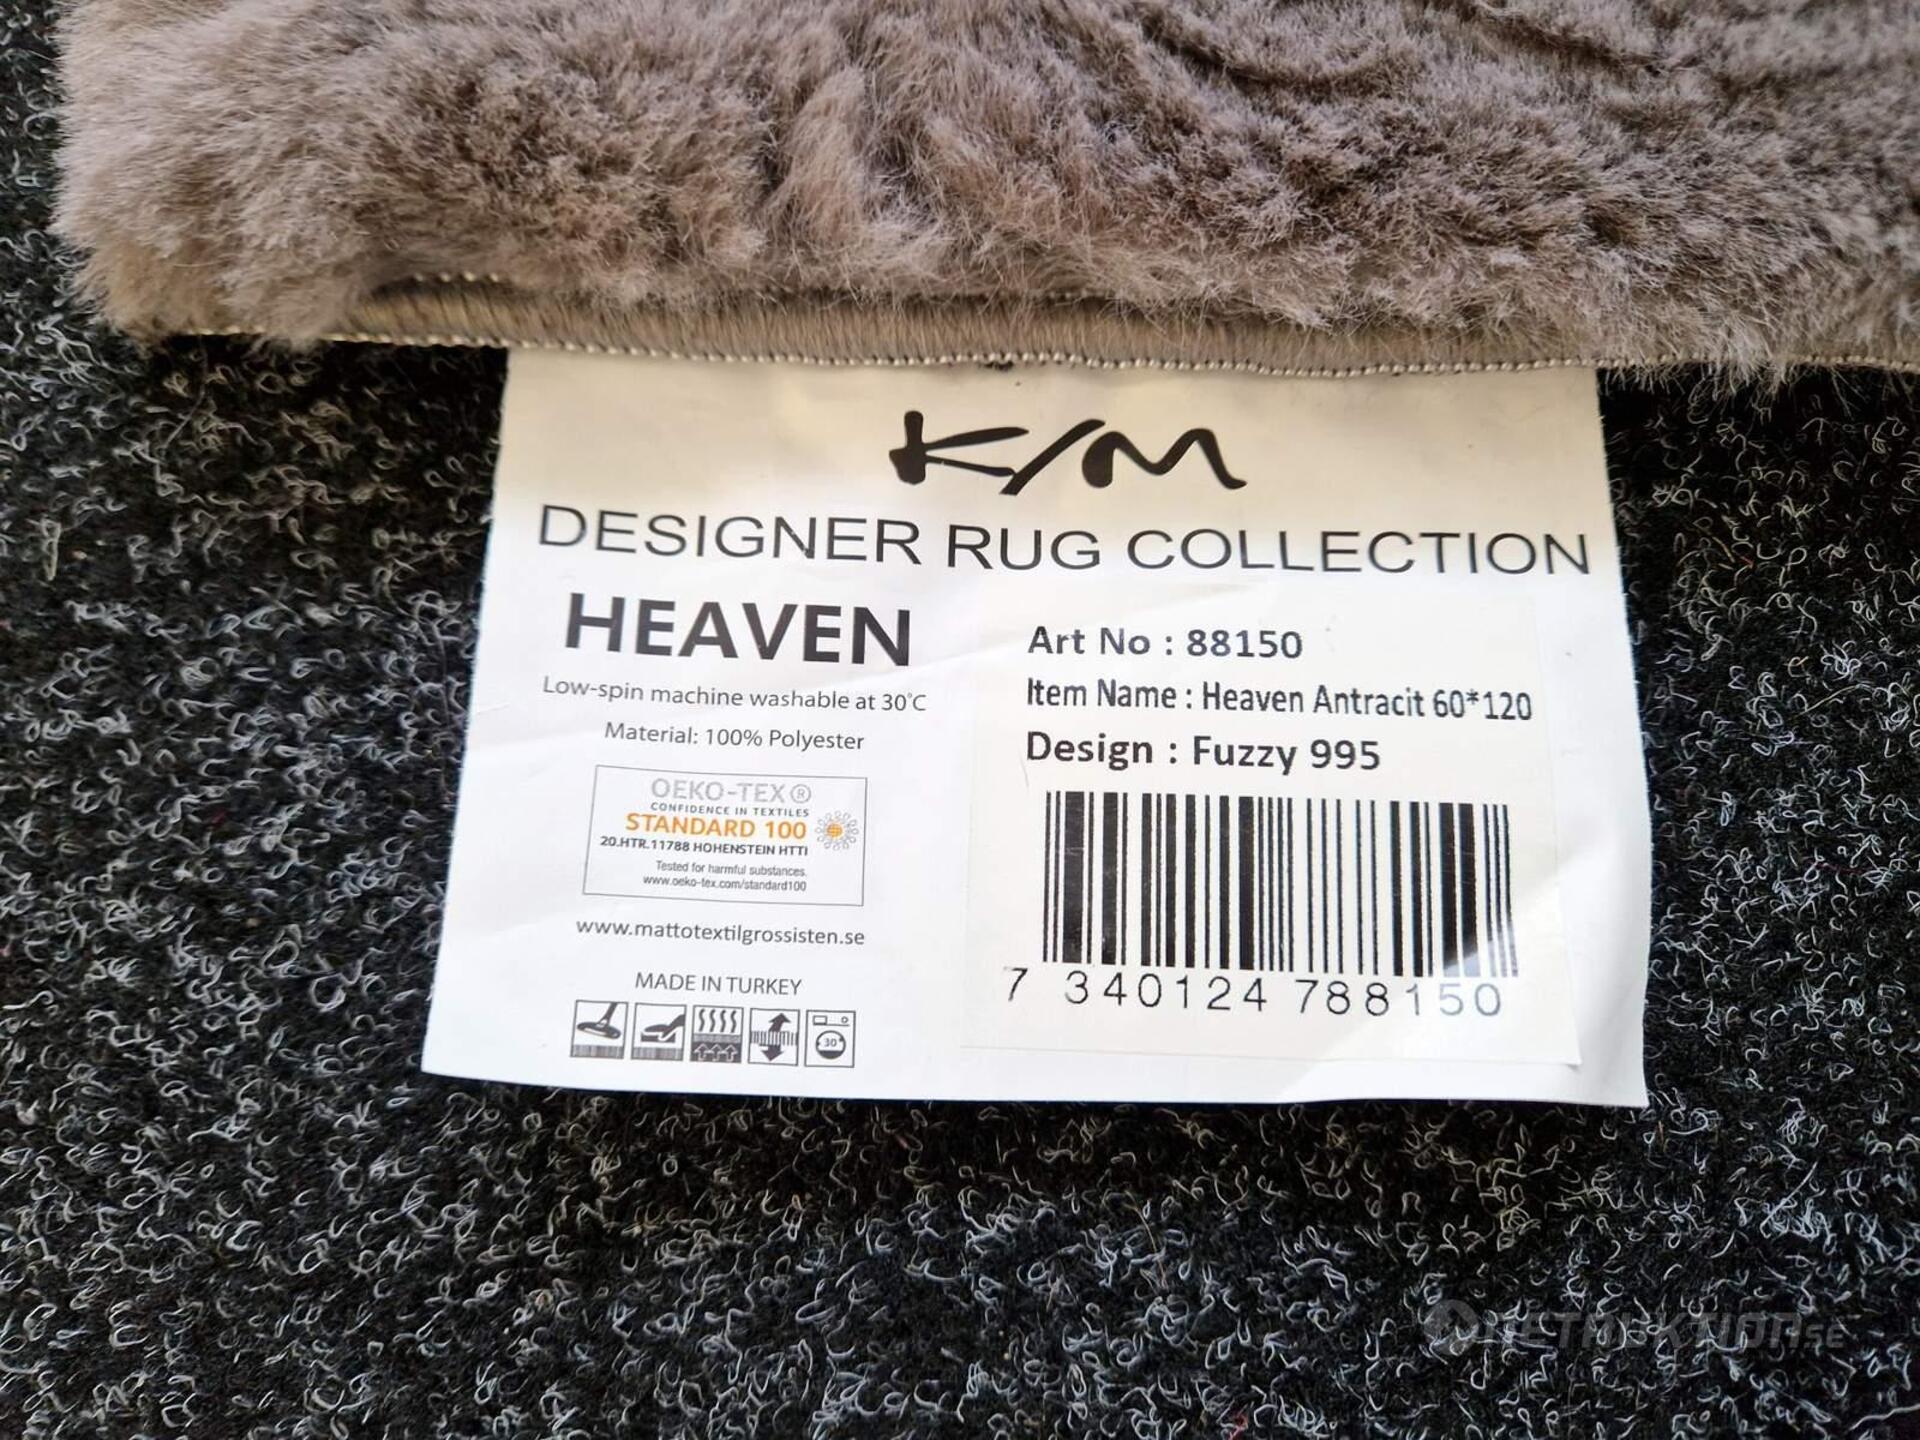 K/M
DESIGNER RUG COLLECTION
HEAVEN
Low-spin machine washable at 30°C
Material: 100% Polyester
OEKO-TEX®
CONFIDENCE IN TEXTILES
STANDARD 100
20.HTR.11788 HOHENSTEIN HTTI
Tested for harmful substances.
www.oeko-tex.com/standard100
www.mattotextilgrossisten.se
MADE IN TURKEY
30°
Art No : 88150
Item Name : Heaven Antracit 60*120
Design : Fuzzy 995
7 340124 788150
NETAUKTION.SE